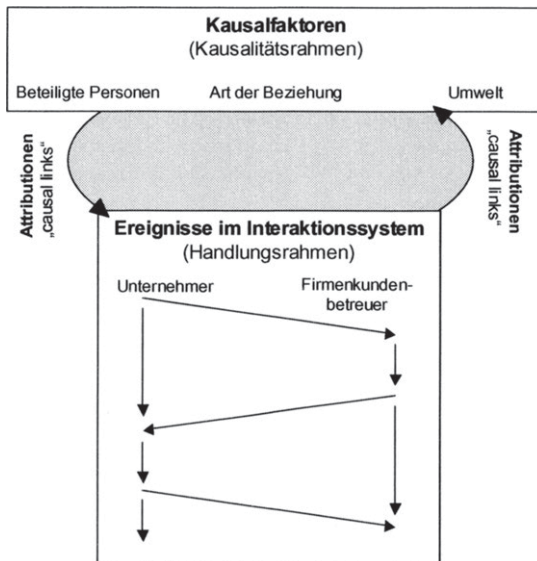 Kausalfaktoren
(Kausalitätsrahmen)
Beteiligte Personen Art der Beziehung Umwelt
Attributionen
„causal links“
Attributionen
„causal links“
Ereignisse im Interaktionssystem
(Handlungsrahmen)
Unternehmer Firmenkunden-
betreuer